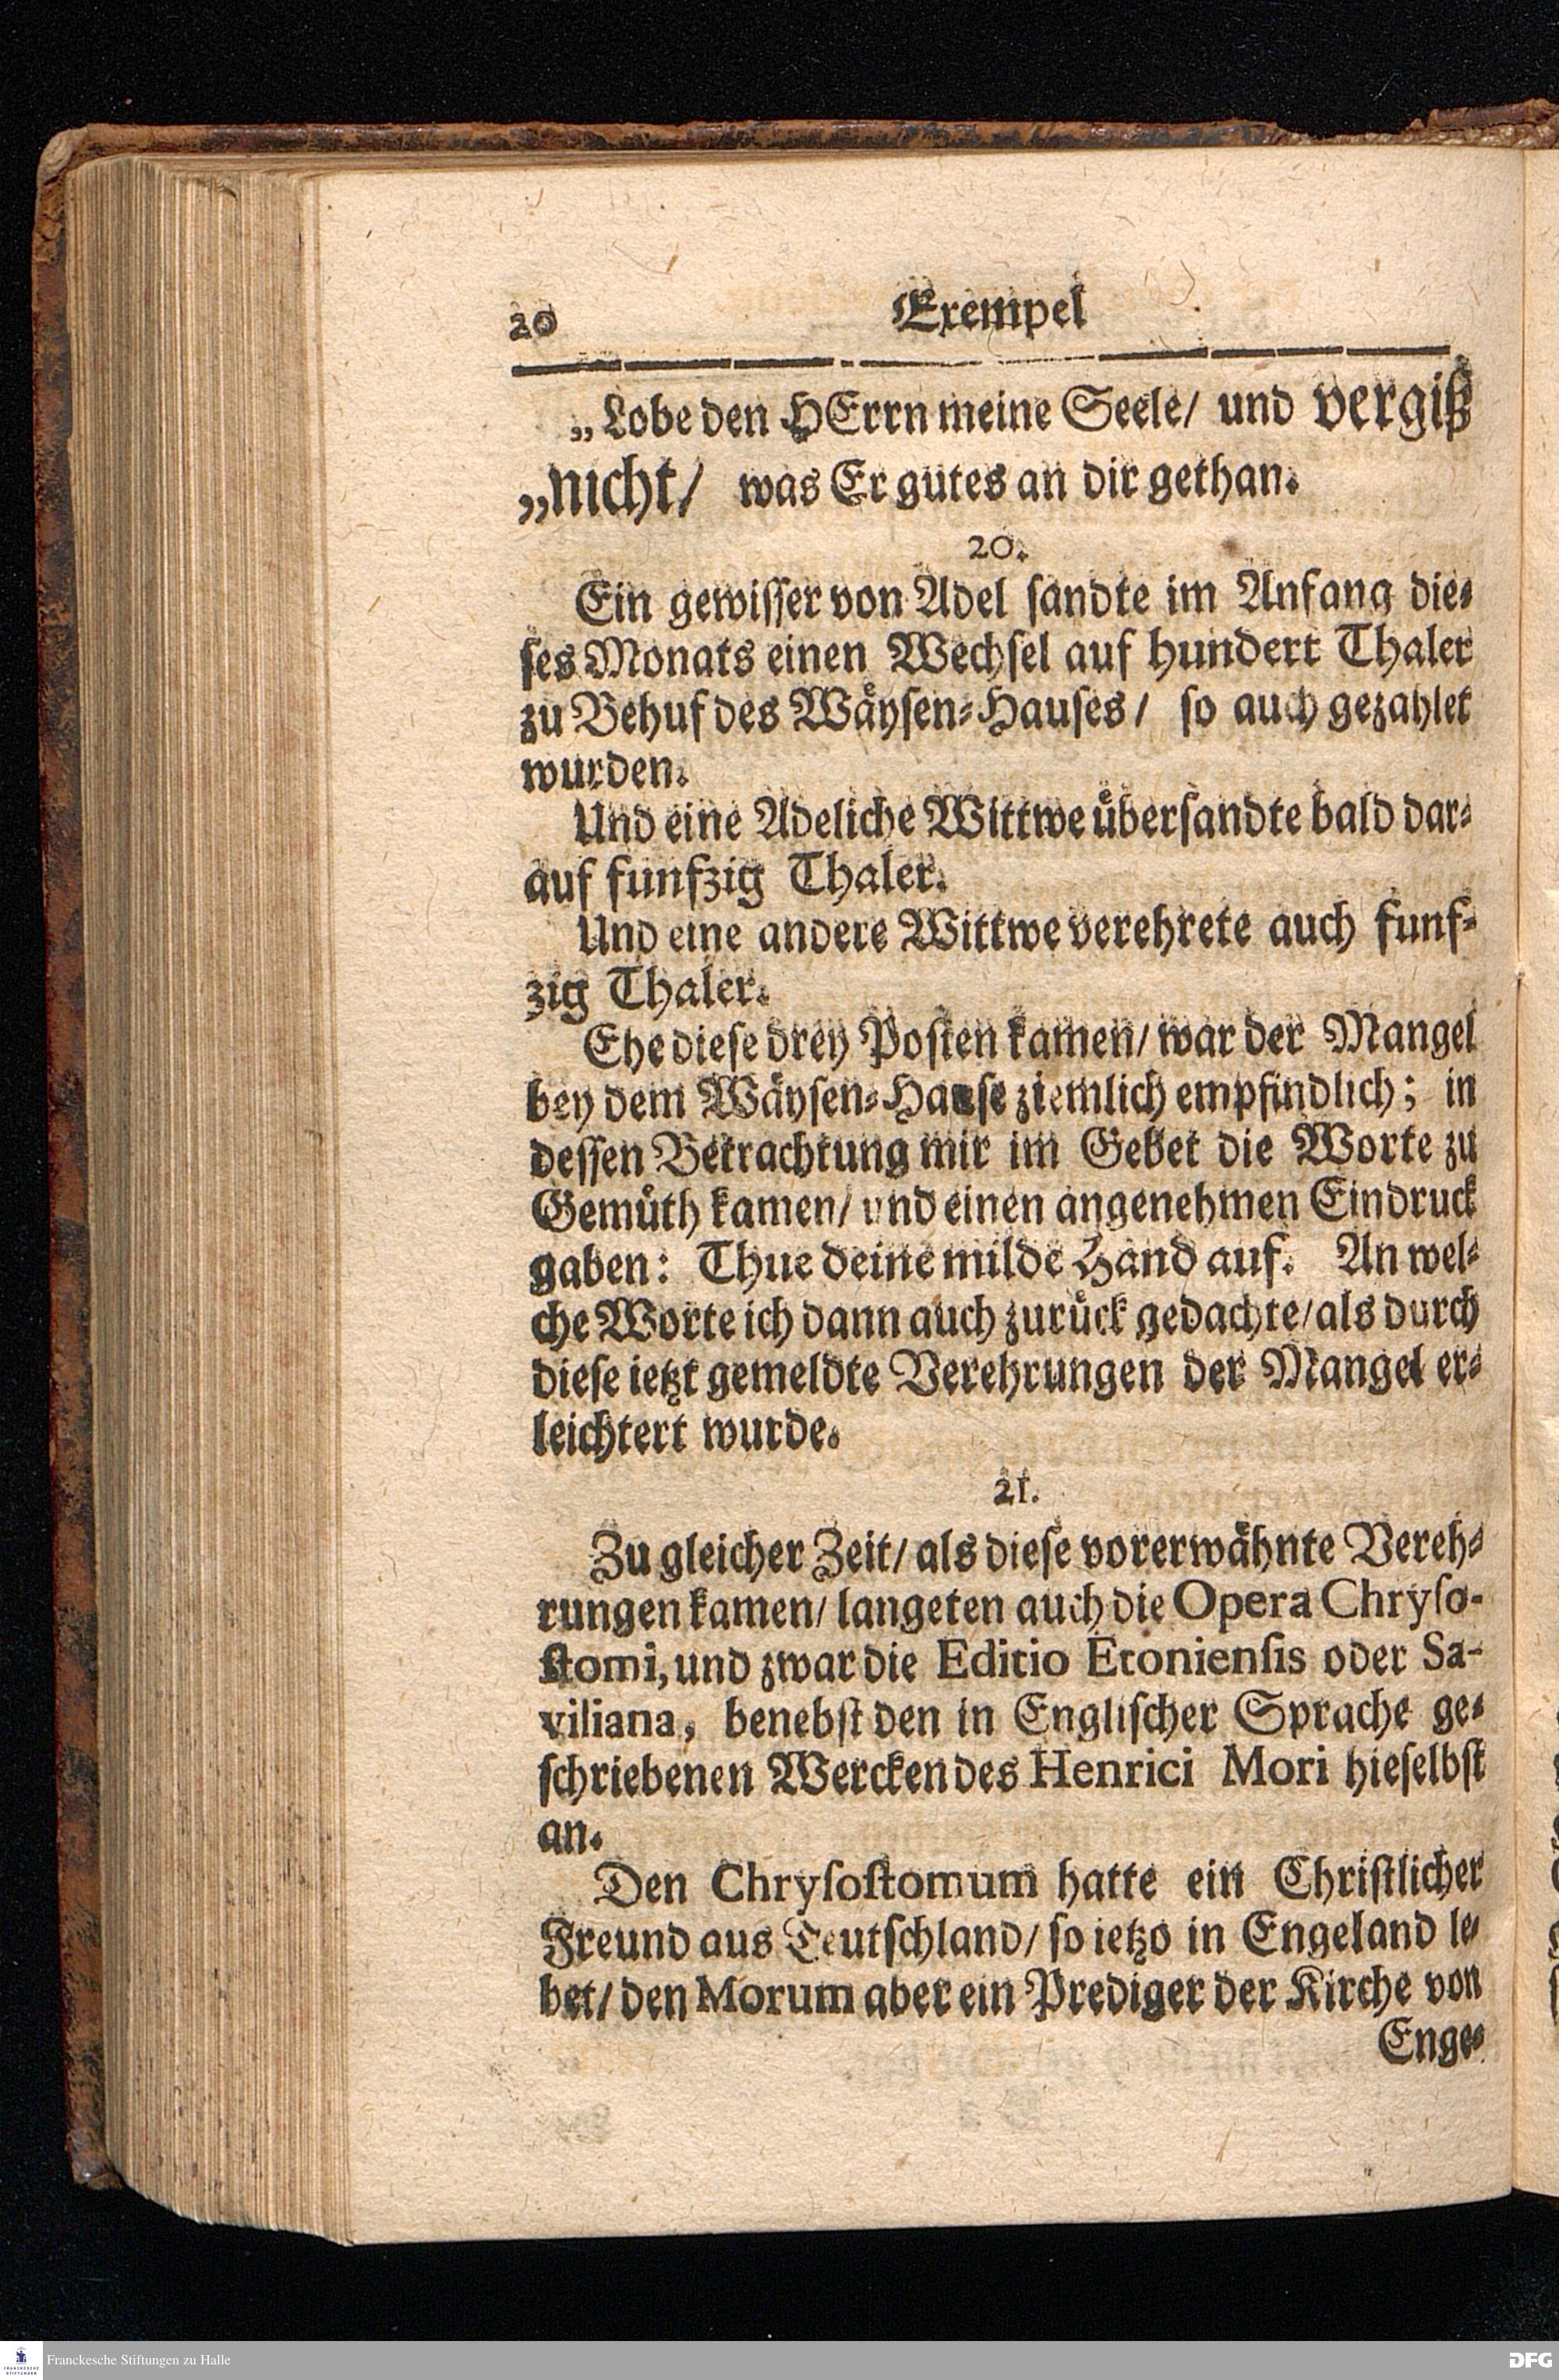 20 Exempel
„Lobe den HErrn meine Seele/ und vergiß
„nicht/ was Er gutes an dir gethan.
20.
Ein gewisser von Adel sandte im Anfang die⸗
ses Monats einen Wechsel auf hundert Thaler
zu Behuf des Wäysen⸗Hauses/ so auch gezahlet
wurden.
Und eine Adeliche Wittwe übersandte bald dar⸗
auf funfzig Thaler.
Und eine andere Wittwe verehrete auch funf⸗
zig Thaler.
Ehe diese drey Posten kamen/ war der Mangel
bey dem Wäysen⸗Hause ziemlich empfindlich; in
dessen Betrachtung mir im Gebet die Worte zu
Gemüth kamen/ und einen angenehmen Eindruck
gaben: Thue deine milde Hand auf. An wel⸗
che Worte ich dann auch zurück gedachte/ als durch
diese ietzt gemeldte Verehrungen der Mangel er⸗
leichtert wurde.
21.
Zu gleicher Zeit/ als diese vorerwähnte Vereh⸗
rungen kamen/ langeten auch die Opera Chryſo-
ſtomi, und zwar die Editio Etonienſis oder Sa-
viliana, benebst den in Englischer Sprache ge⸗
schriebenen Wercken des Henrici Mori hieselbst
an.
Den Chryſoſtomum hatte ein Christlicher
Freund aus Teutschland/ so ietzo in Engeland le⸗
bet/ den Morum aber ein Prediger der Kirche von
Enge⸗
FRANCKESCHE STIFTUNGEN
Franckesche Stiftungen zu Halle
DFG